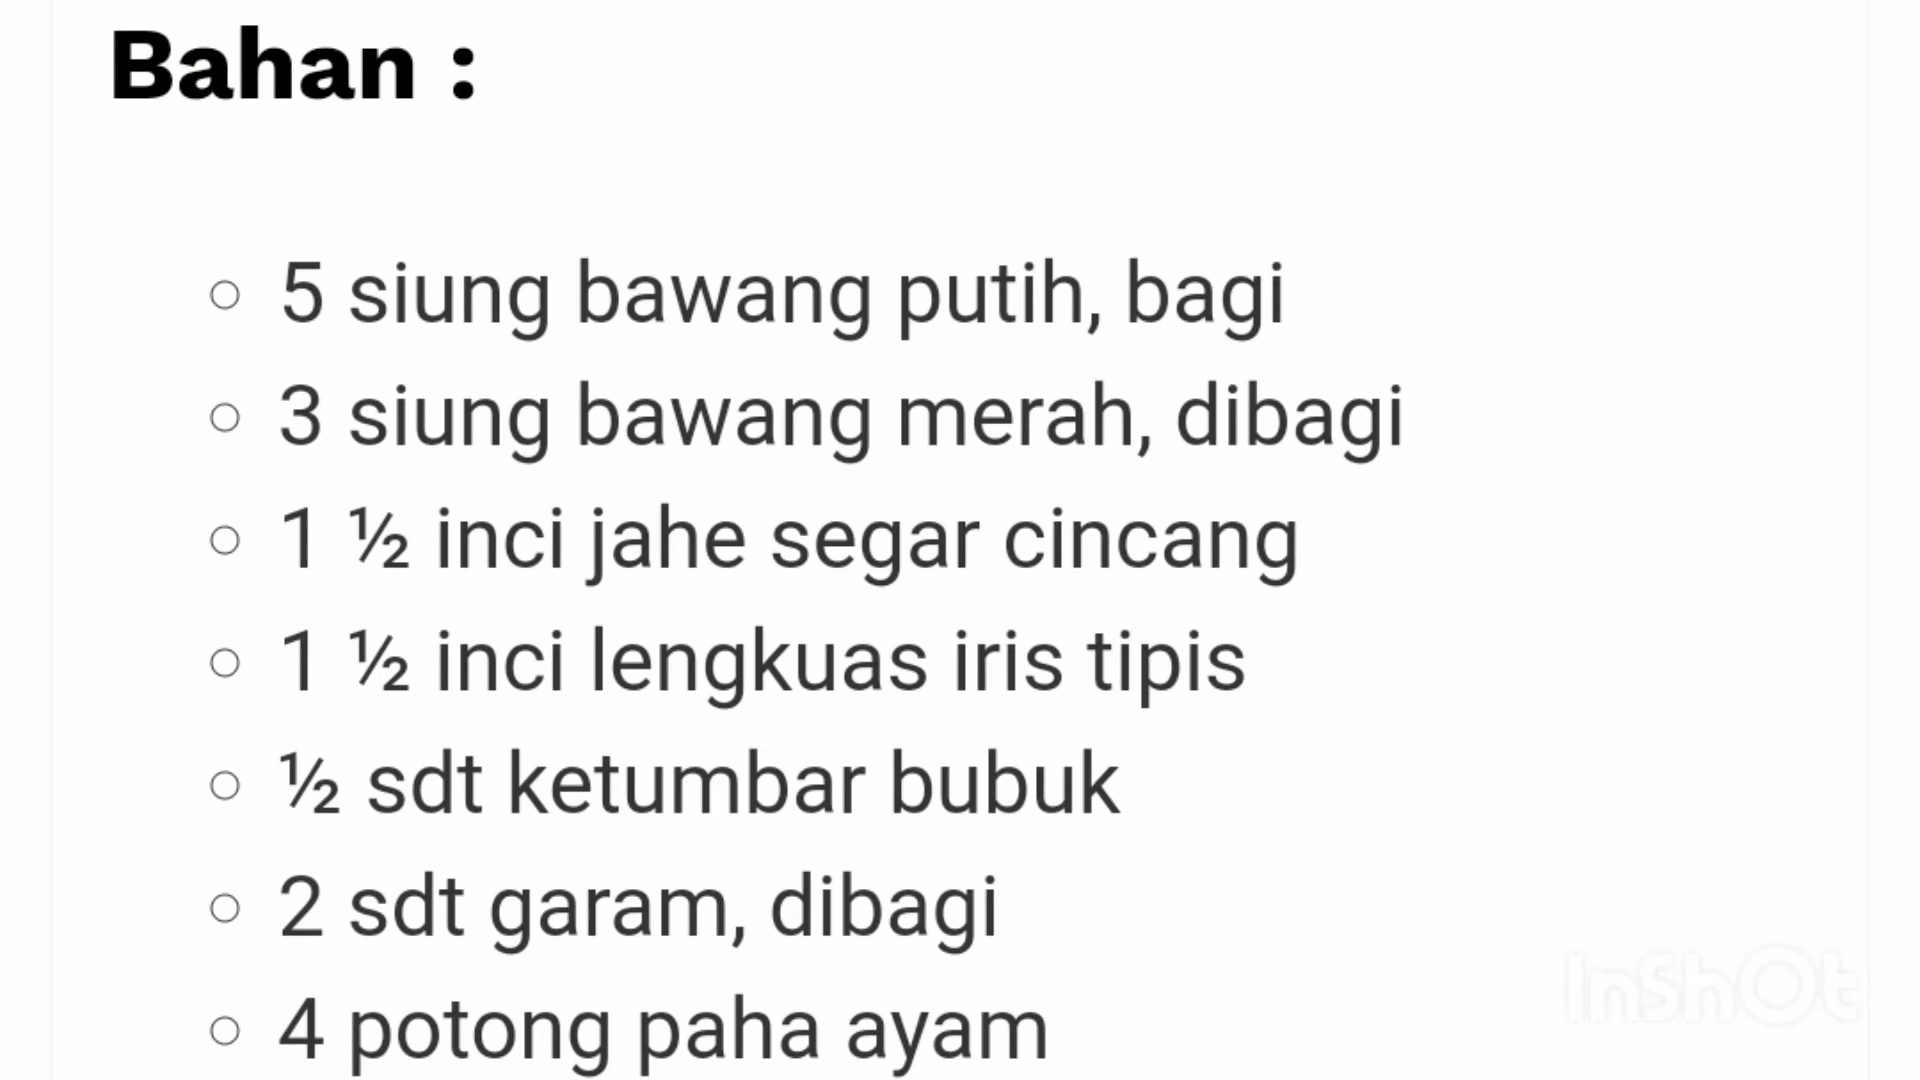 Bahan :
5 siung bawang putih, bagi
3 siung bawang merah, dibagi
1 ½ inci jahe segar cincang
1 ½ inci lengkuas iris tipis
½ sdt ketumbar bubuk
2 sdt garam, dibagi
4 potong paha ayam
InShOt